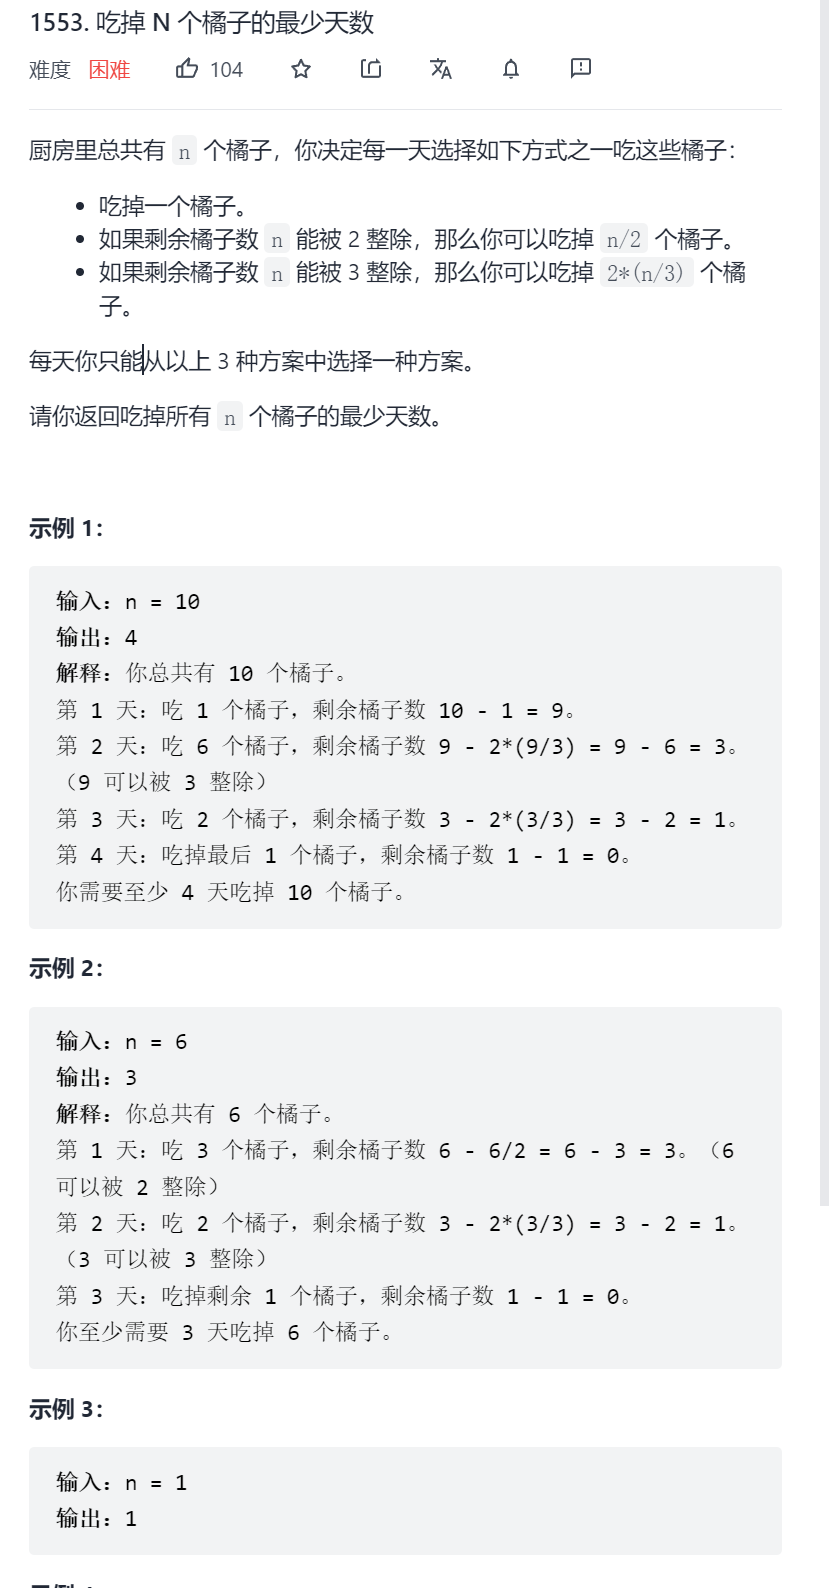 1553. 吃掉 N 个橘子的最少天数
难度 困难 104
厨房里总共有 n 个橘子，你决定每一天选择如下方式之一吃这些橘子：
吃掉一个橘子。
如果剩余橘子数 n 能被 2 整除，那么你可以吃掉 n/2 个橘子。
如果剩余橘子数 n 能被 3 整除，那么你可以吃掉 2*(n/3) 个橘
子。
每天你只能从以上 3 种方案中选择一种方案。
请你返回吃掉所有 n 个橘子的最少天数。
示例 1：
输入：n = 10
输出：4
解释：你总共有 10 个橘子。
第 1 天：吃 1 个橘子，剩余橘子数 10 - 1 = 9。
第 2 天：吃 6 个橘子，剩余橘子数 9 - 2*(9/3) = 9 - 6 = 3。
（9 可以被 3 整除）
第 3 天：吃 2 个橘子，剩余橘子数 3 - 2*(3/3) = 3 - 2 = 1。
第 4 天：吃掉最后 1 个橘子，剩余橘子数 1 - 1 = 0。
你需要至少 4 天吃掉 10 个橘子。
示例 2：
输入：n = 6
输出：3
解释：你总共有 6 个橘子。
第 1 天：吃 3 个橘子，剩余橘子数 6 - 6/2 = 6 - 3 = 3。（6
可以被 2 整除）
第 2 天：吃 2 个橘子，剩余橘子数 3 - 2*(3/3) = 3 - 2 = 1。
（3 可以被 3 整除）
第 3 天：吃掉剩余 1 个橘子，剩余橘子数 1 - 1 = 0。
你至少需要 3 天吃掉 6 个橘子。
示例 3：
输入：n = 1
输出：1